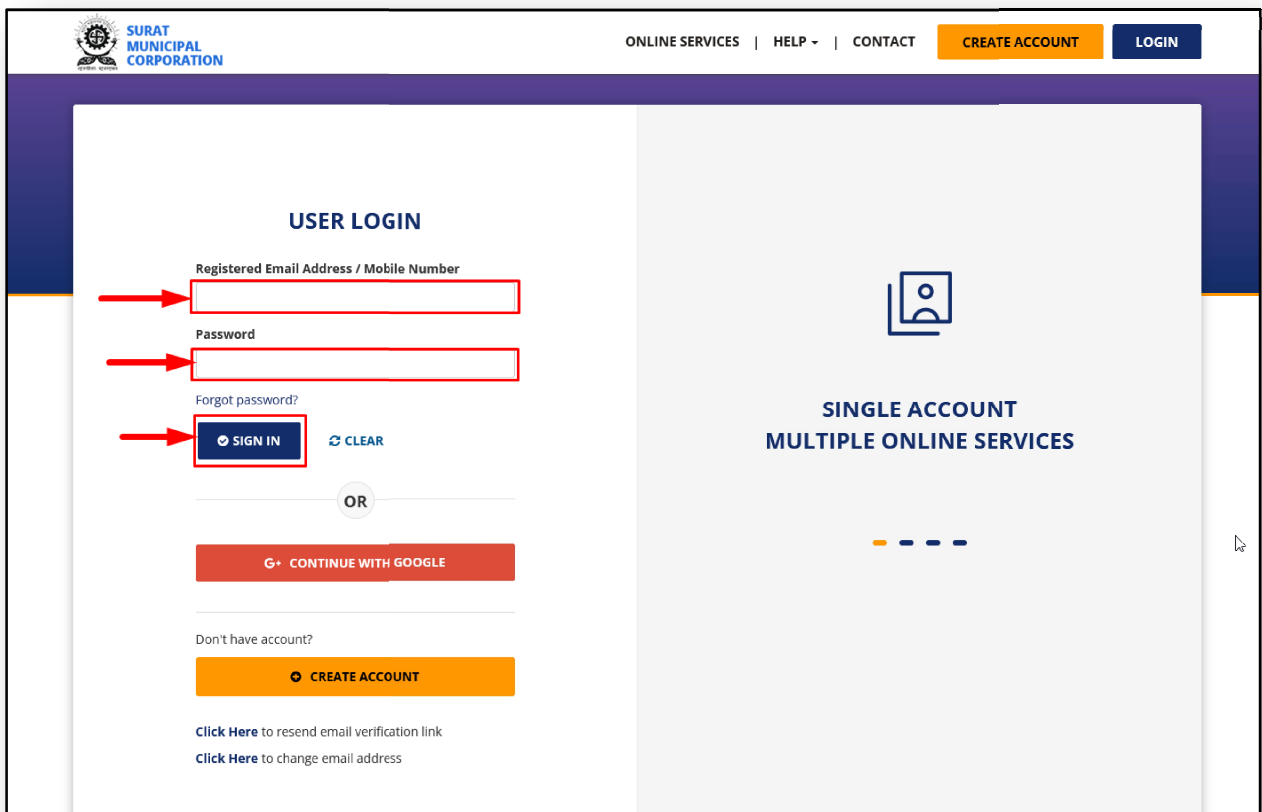 SURAT
MUNICIPAL
CORPORATION
ONLINE SERVICES | HELP | CONTACT CREATE ACCOUNT LOGIN
USER LOGIN
Registered Email Address / Mobile Number
Password
Forgot password?
SIGN IN CLEAR
OR
G+ CONTINUE WITH GOOGLE
Don't have account?
CREATE ACCOUNT
Click Here to resend email verification link
Click Here to change email address
SINGLE ACCOUNT
MULTIPLE ONLINE SERVICES